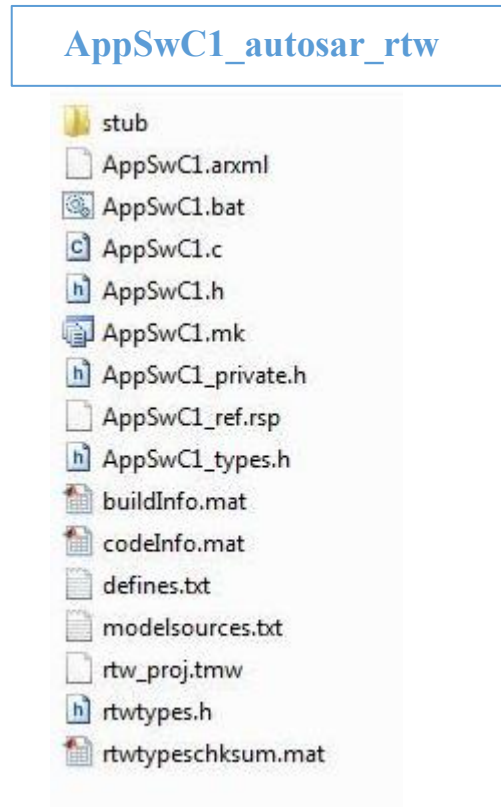 AppSwC1_autosar_rtw
stub
AppSwC1.arxml
AppSwC1.bat
AppSwC1.c
AppSwC1.h
AppSwC1.mk
AppSwC1_private.h
AppSwC1_ref.rsp
AppSwC1_types.h
buildInfo.mat
codeInfo.mat
defines.txt
modelsources.txt
rtw_proj.tmw
rtwtypes.h
rtwtypeschksum.mat